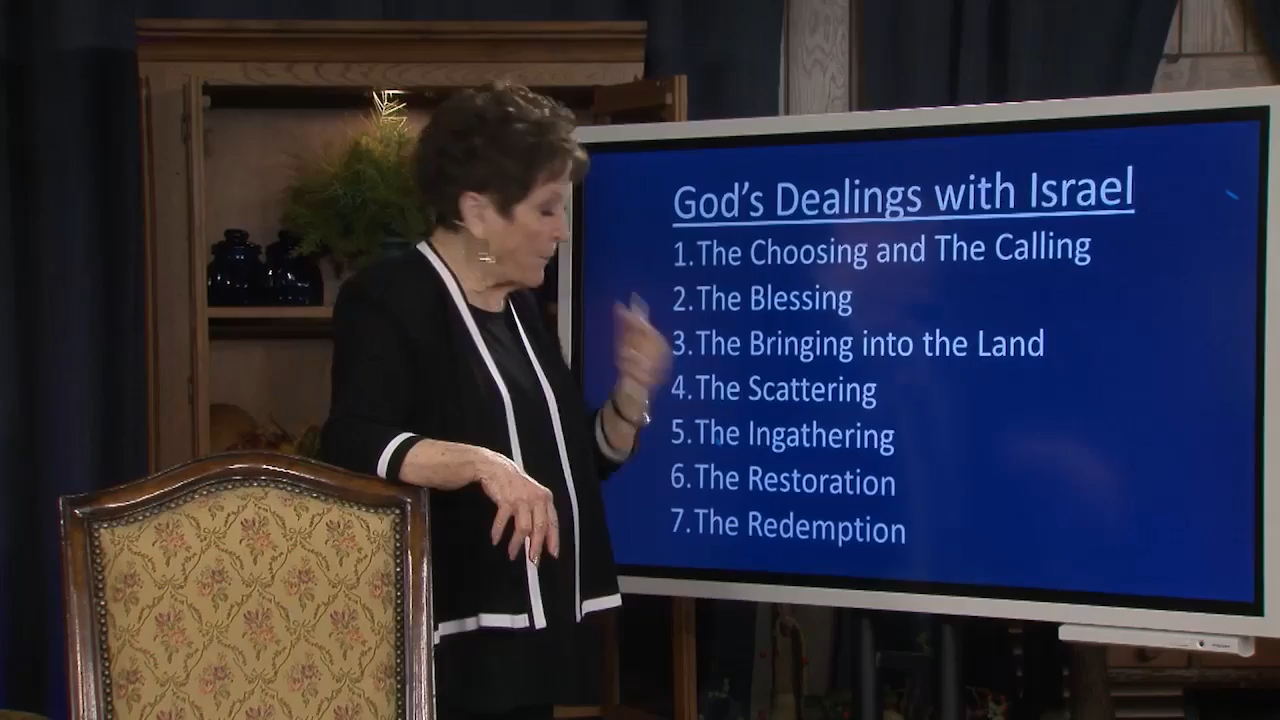 God's Dealings with Israel
1.The Choosing and The Calling
2.The Blessing
3.The Bringing into the Land
4.The Scattering
5.The Ingathering
6.The Restoration
7.The Redemption